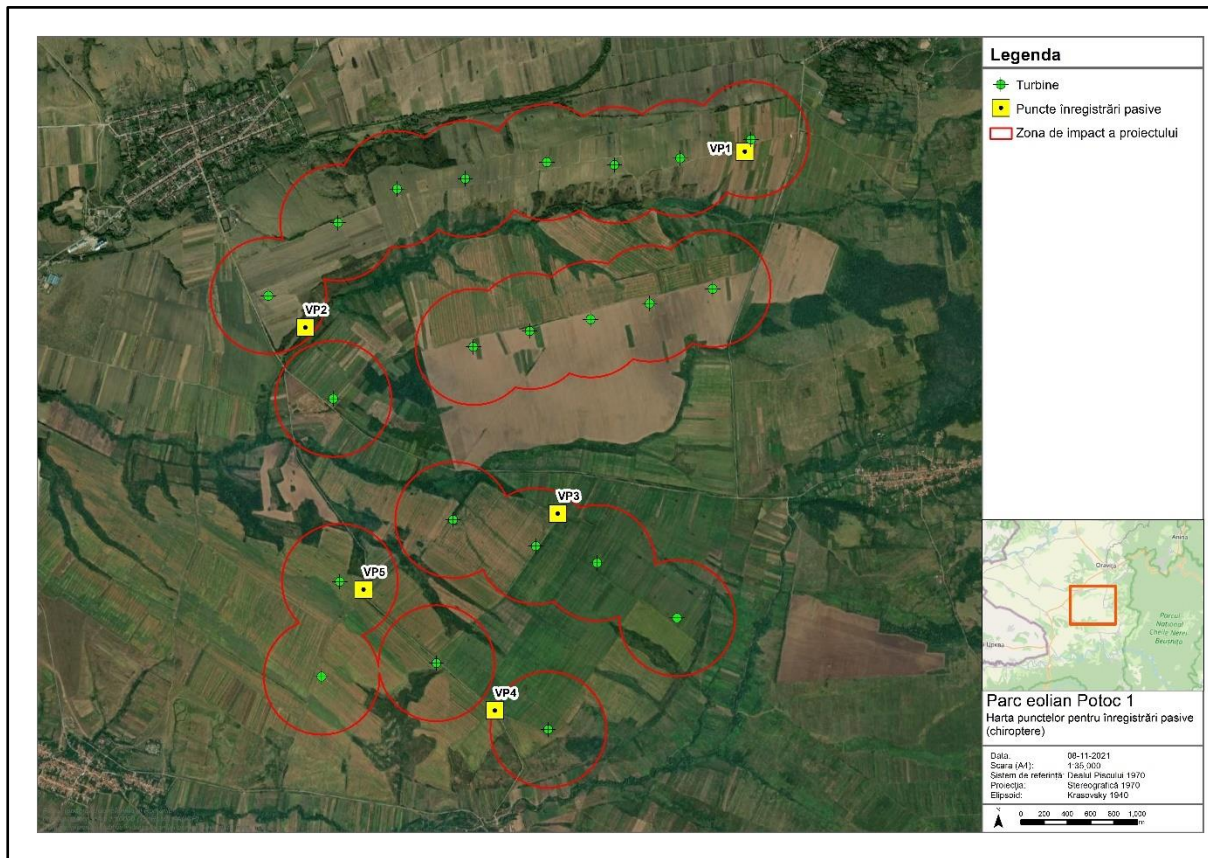 VP1
VP2
VP3
VP5
VP4
Legenda
Turbine
Puncte înregistrări pasive
Zona de impact a proiectului
Anina
Oravița
Parcul
Național
Cheile Nerei
Beușnița
Parc eolian Potoc 1
Harta punctelor pentru înregistrări pasive
(chiroptere)
Data: 08-11-2021
Scara (A4): 1:35,000
Sistem de referință: Dealul Piscului 1970
Proiecția: Stereografică 1970
Elipsoid: Krasovsky 1940
N
0 200 400 600 800 1,000
m